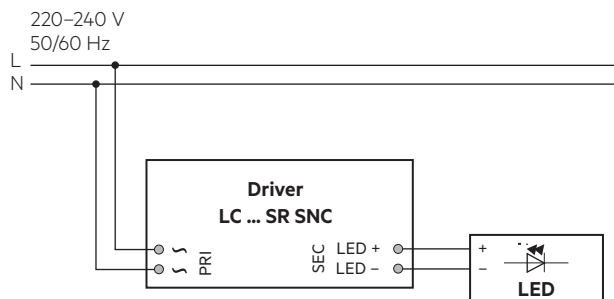 220–240 V
50/60 Hz
L
N
Driver
LC ... SR SNC
~ PRI SEC LED +
~ LED –
+
–
LED